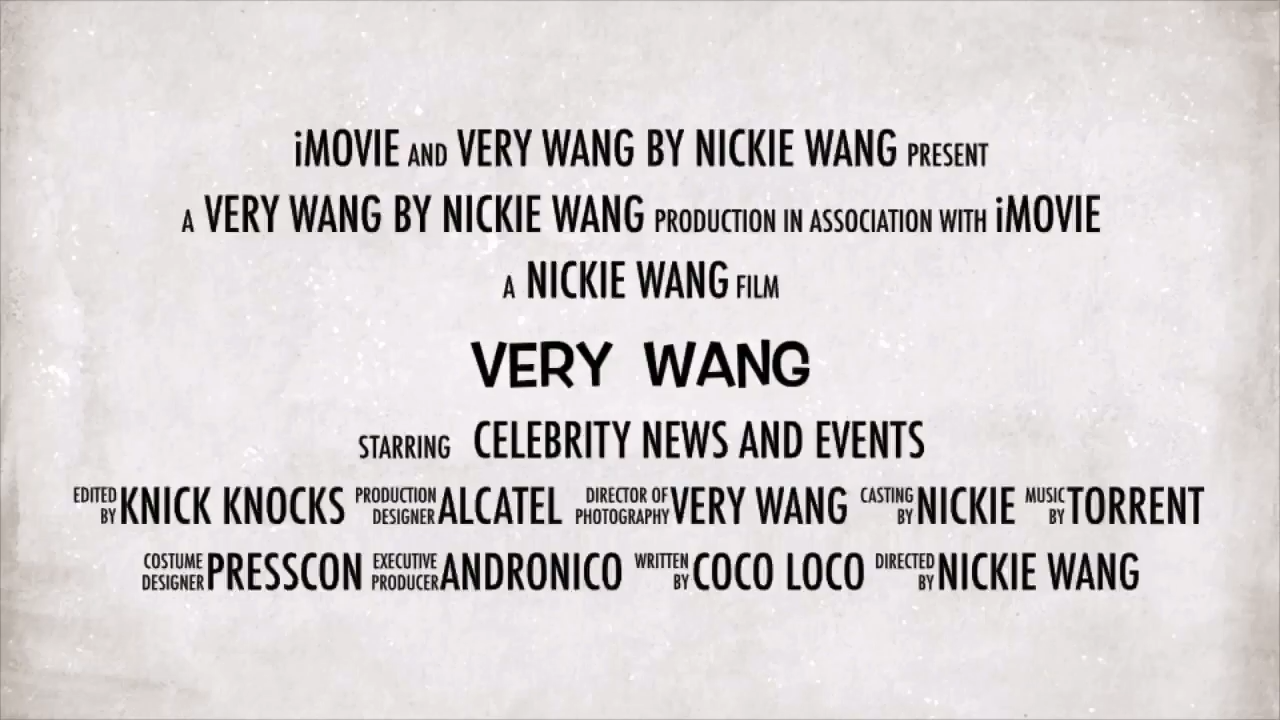 iMOVIE AND VERY WANG BY NICKIE WANG PRESENT
A VERY WANG BY NICKIE WANG PRODUCTION IN ASSOCIATION WITH iMOVIE
A NICKIE WANG FILM
VERY WANG
STARRING CELEBRITY NEWS AND EVENTS
EDITED BY KNICK KNOCKS PRODUCTION DESIGNER ALCATEL DIRECTOR OF PHOTOGRAPHY VERY WANG CASTING BY NICKIE MUSIC BY TORRENT
COSTUME DESIGNER PRESSCON EXECUTIVE PRODUCER ANDRONICO WRITTEN BY COCO LOCO DIRECTED BY NICKIE WANG